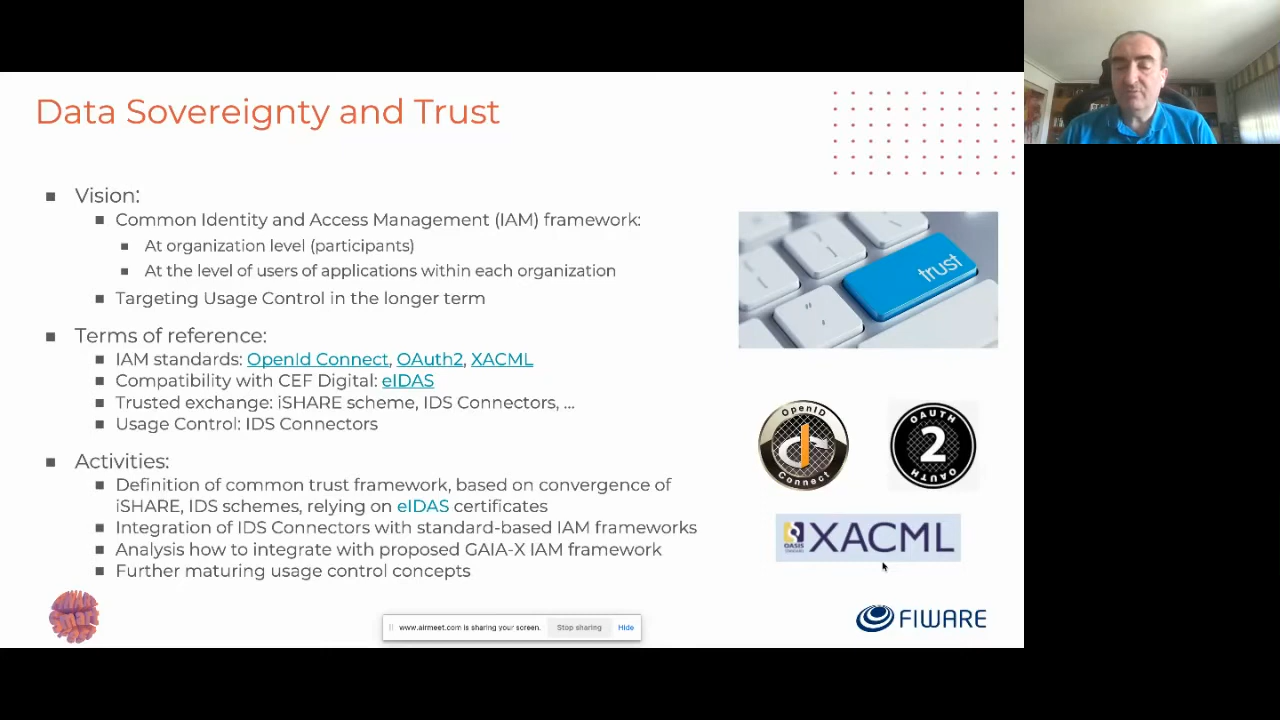 Data Sovereignty and Trust
Vision:
Common Identity and Access Management (IAM) framework:
At organization level (participants)
At the level of users of applications within each organization
Targeting Usage Control in the longer term
Terms of reference:
IAM standards: OpenId Connect, OAuth2, XACML
Compatibility with CEF Digital: eIDAS
Trusted exchange: iSHARE scheme, IDS Connectors, ...
Usage Control: IDS Connectors
Activities:
Definition of common trust framework, based on convergence of
iSHARE, IDS schemes, relying on eIDAS certificates
Integration of IDS Connectors with standard-based IAM frameworks
Analysis how to integrate with proposed GAIA-X IAM framework
Further maturing usage control concepts
trust
OpenID
Connect
OAUTH
2
OAUTH
OASIS
XACML
www.airmeet.com is sharing your screen.
Stop sharing
Hide
FIWARE